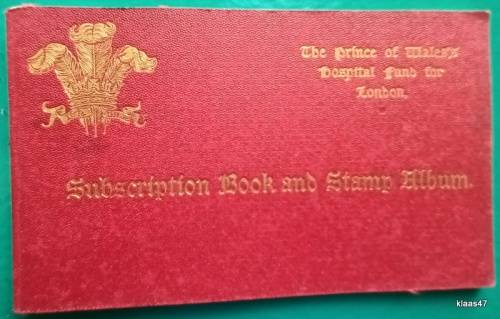 The Prince of Wales's
Hospital Fund for
London.
Subscription Book and Stamp Album.
klaas47